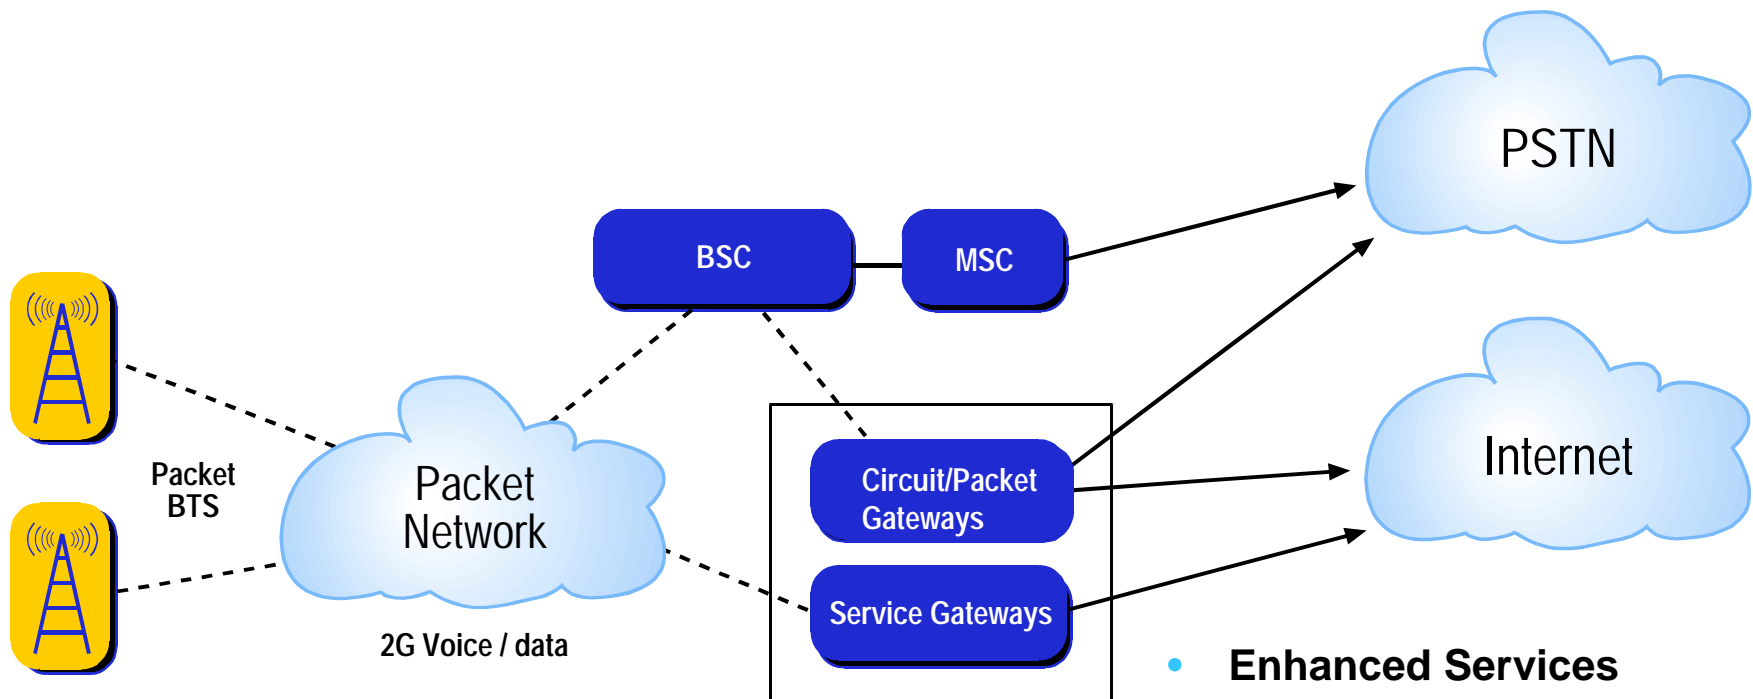 PSTN
BSC
MSC
Packet
BTS
Packet
Network
Circuit/Packet
Gateways
Internet
Service Gateways
2G Voice / data
• Enhanced Services